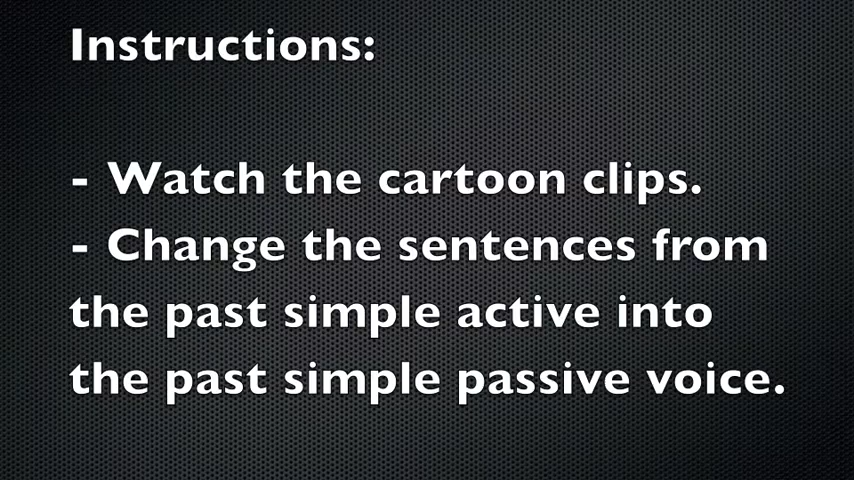 Instructions:
- Watch the cartoon clips.
- Change the sentences from
the past simple active into
the past simple passive voice.